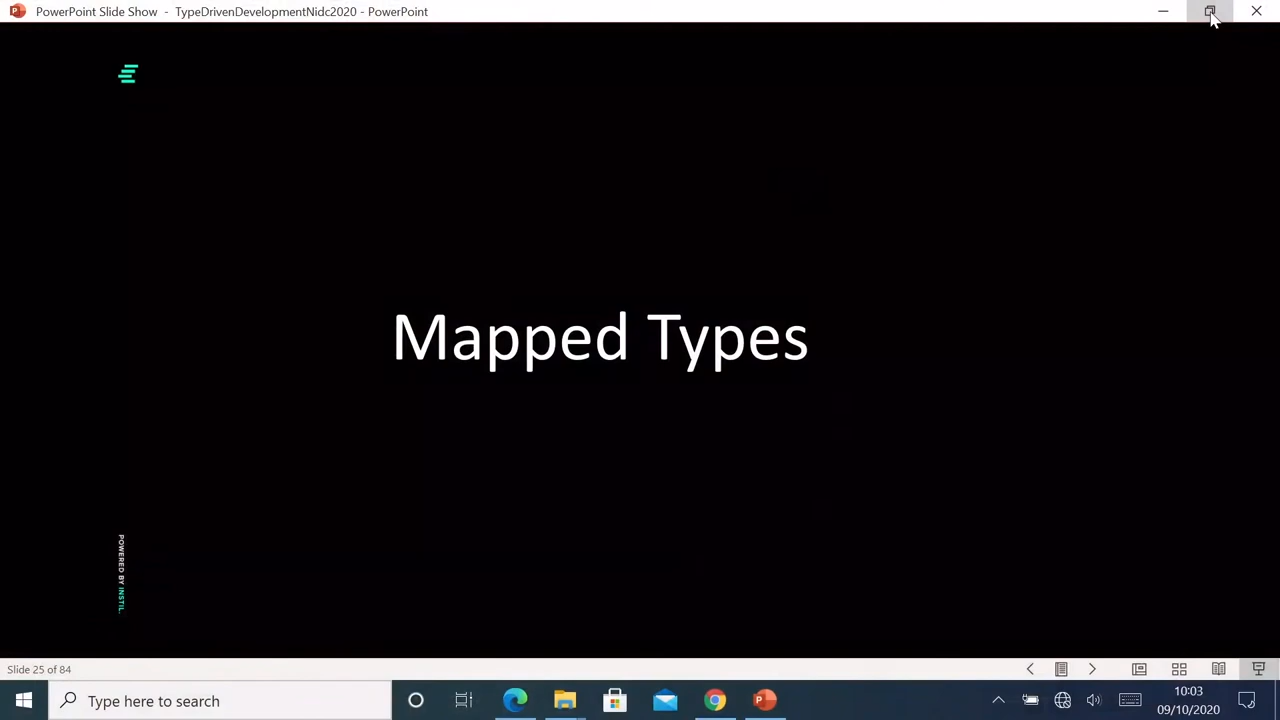 PowerPoint Slide Show - TypeDrivenDevelopmentNidc2020 - PowerPoint
Mapped Types
POWERED BY INSTIL
Slide 25 of 84
Type here to search
10:03
09/10/2020